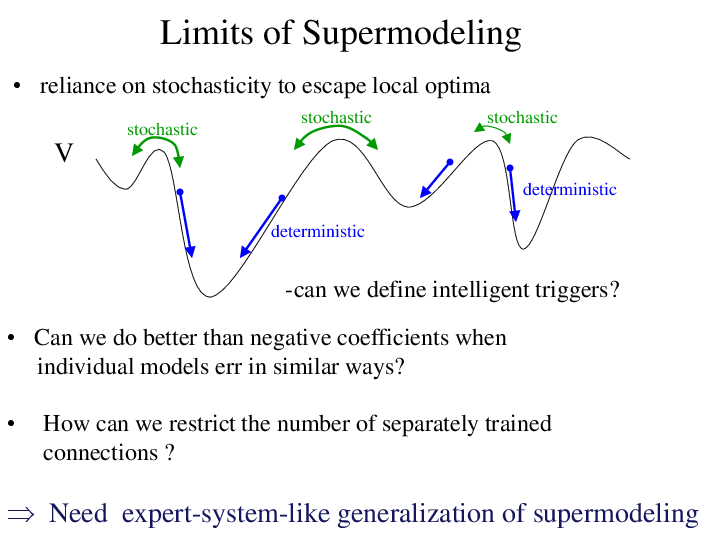 Limits of Supermodeling
• reliance on stochasticity to escape local optima
stochastic
stochastic
stochastic
V
deterministic
deterministic
-can we define intelligent triggers?
• Can we do better than negative coefficients when
individual models err in similar ways?
• How can we restrict the number of separately trained
connections ?
⇒ Need expert-system-like generalization of supermodeling